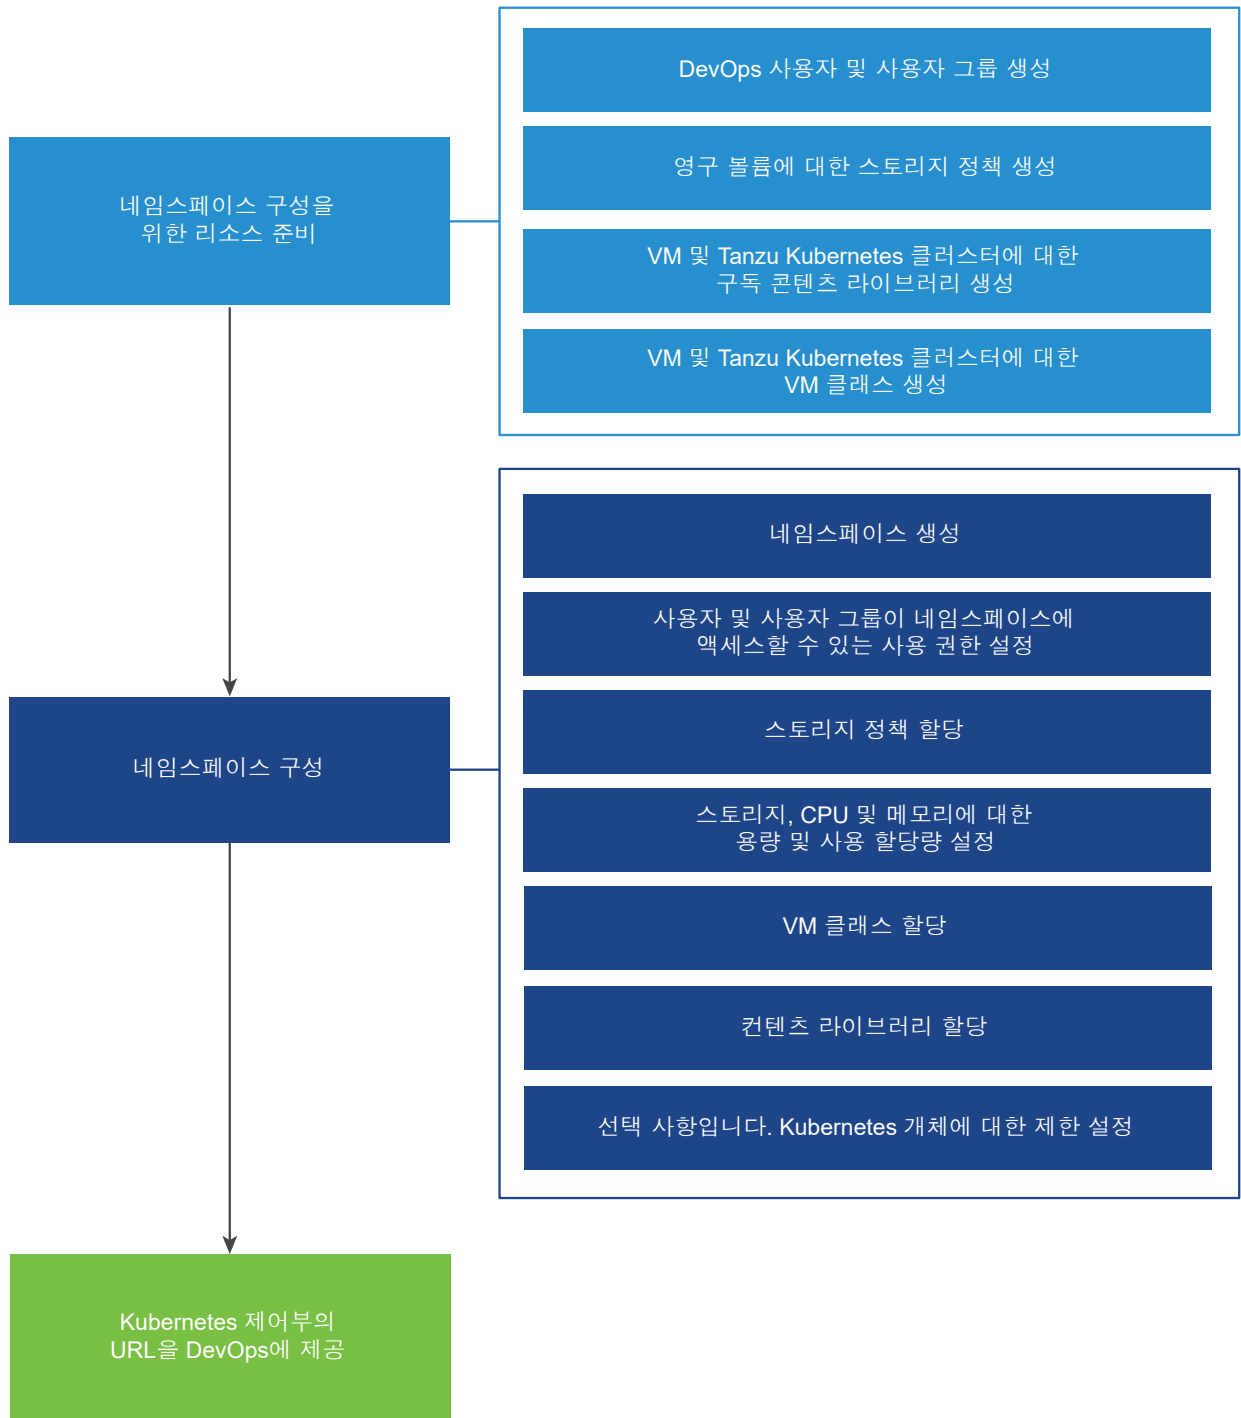 네임스페이스 구성을
위한 리소스 준비
DevOps 사용자 및 사용자 그룹 생성
영구 볼륨에 대한 스토리지 정책 생성
VM 및 Tanzu Kubernetes 클러스터에 대한
구독 콘텐츠 라이브러리 생성
VM 및 Tanzu Kubernetes 클러스터에 대한
VM 클래스 생성
네임스페이스 구성
네임스페이스 생성
사용자 및 사용자 그룹이 네임스페이스에
액세스할 수 있는 사용 권한 설정
스토리지 정책 할당
스토리지, CPU 및 메모리에 대한
용량 및 사용 할당량 설정
VM 클래스 할당
컨텐츠 라이브러리 할당
선택 사항입니다. Kubernetes 개체에 대한 제한 설정
Kubernetes 제어부의
URL을 DevOps에 제공